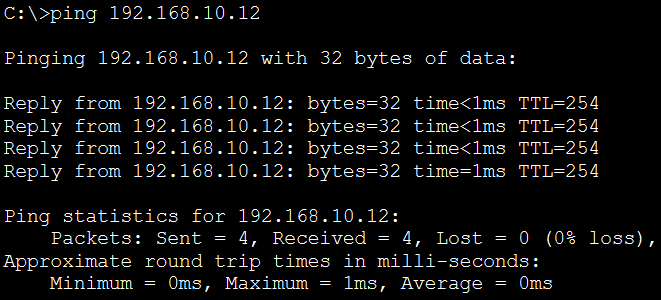 C:\>ping 192.168.10.12
Pinging 192.168.10.12 with 32 bytes of data:
Reply from 192.168.10.12: bytes=32 time<1ms TTL=254
Reply from 192.168.10.12: bytes=32 time<1ms TTL=254
Reply from 192.168.10.12: bytes=32 time<1ms TTL=254
Reply from 192.168.10.12: bytes=32 time=1ms TTL=254
Ping statistics for 192.168.10.12:
    Packets: Sent = 4, Received = 4, Lost = 0 (0% loss),
Approximate round trip times in milli-seconds:
    Minimum = 0ms, Maximum = 1ms, Average = 0ms